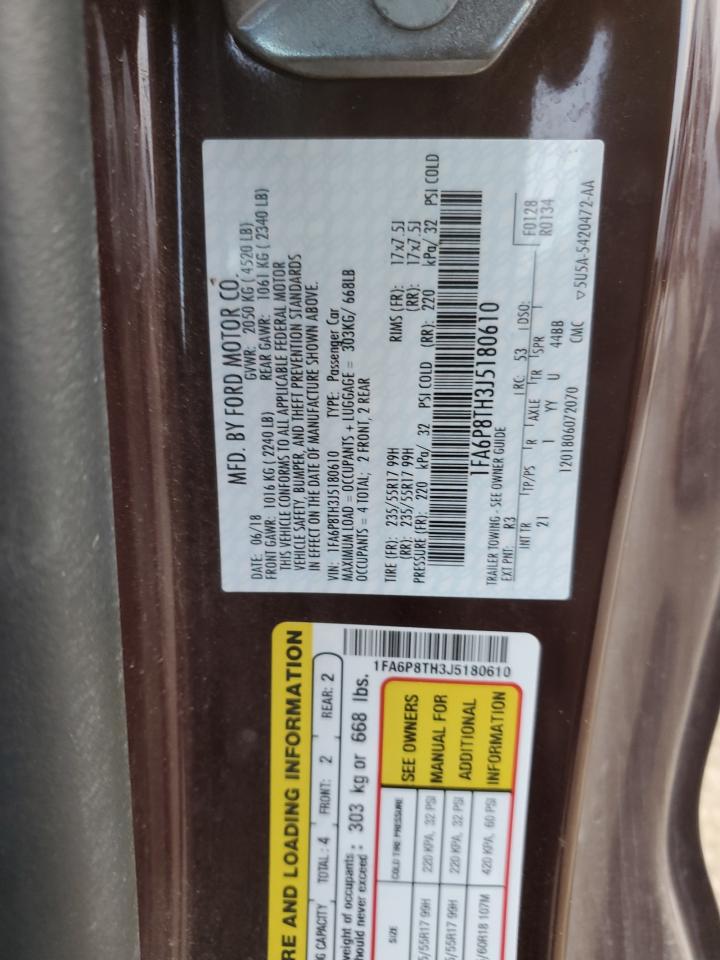 MFD. BY FORD MOTOR CO.
DATE: 06/18 GVWR: 2050 KG ( 4520 LB)
FRONT GAWR: 1016 KG ( 2240 LB) REAR GAWR: 1061 KG ( 2340 LB)
THIS VEHICLE CONFORMS TO ALL APPLICABLE FEDERAL MOTOR
VEHICLE SAFETY, BUMPER, AND THEFT PREVENTION STANDARDS
IN EFFECT ON THE DATE OF MANUFACTURE SHOWN ABOVE.
VIN: 1FA6P8TH3J5180610 TYPE: Passenger Car
MAXIMUM LOAD = OCCUPANTS + LUGGAGE = 303KG/ 668LB
OCCUPANTS = 4 TOTAL; 2 FRONT, 2 REAR
TIRE (FR): 235/55R17 99H RIMS (FR): 17x7.5J
(RR): 235/55R17 99H (RR): 17x7.5J
PRESSURE (FR): 220 kPa/ 32 PSI COLD (RR): 220 kPa/ 32 PSI COLD
1FA6P8TH3J5180610
TRAILER TOWING - SEE OWNER GUIDE
EXT PNT: R3 RC: 53 DSO: F0128
R0134
INT TR TP/PS R AXLE TR SPR
21 I YY U 44BB
1201806072070 CMC ▽5U5A-5420472-AA
RE AND LOADING INFORMATION
G CAPACITY TOTAL: 4 FRONT: 2 REAR: 2
weight of occupants
hould never exceed : 303 kg or 668 lbs.
1FA6P8TH3J5180610
SIZE COLD TIRE PRESSURE
5/55R17 99H 220 KPA, 32 PSI
5/55R17 99H 220 KPA, 32 PSI
/60R18 107M 420 KPA, 60 PSI
SEE OWNERS
MANUAL FOR
ADDITIONAL
INFORMATION